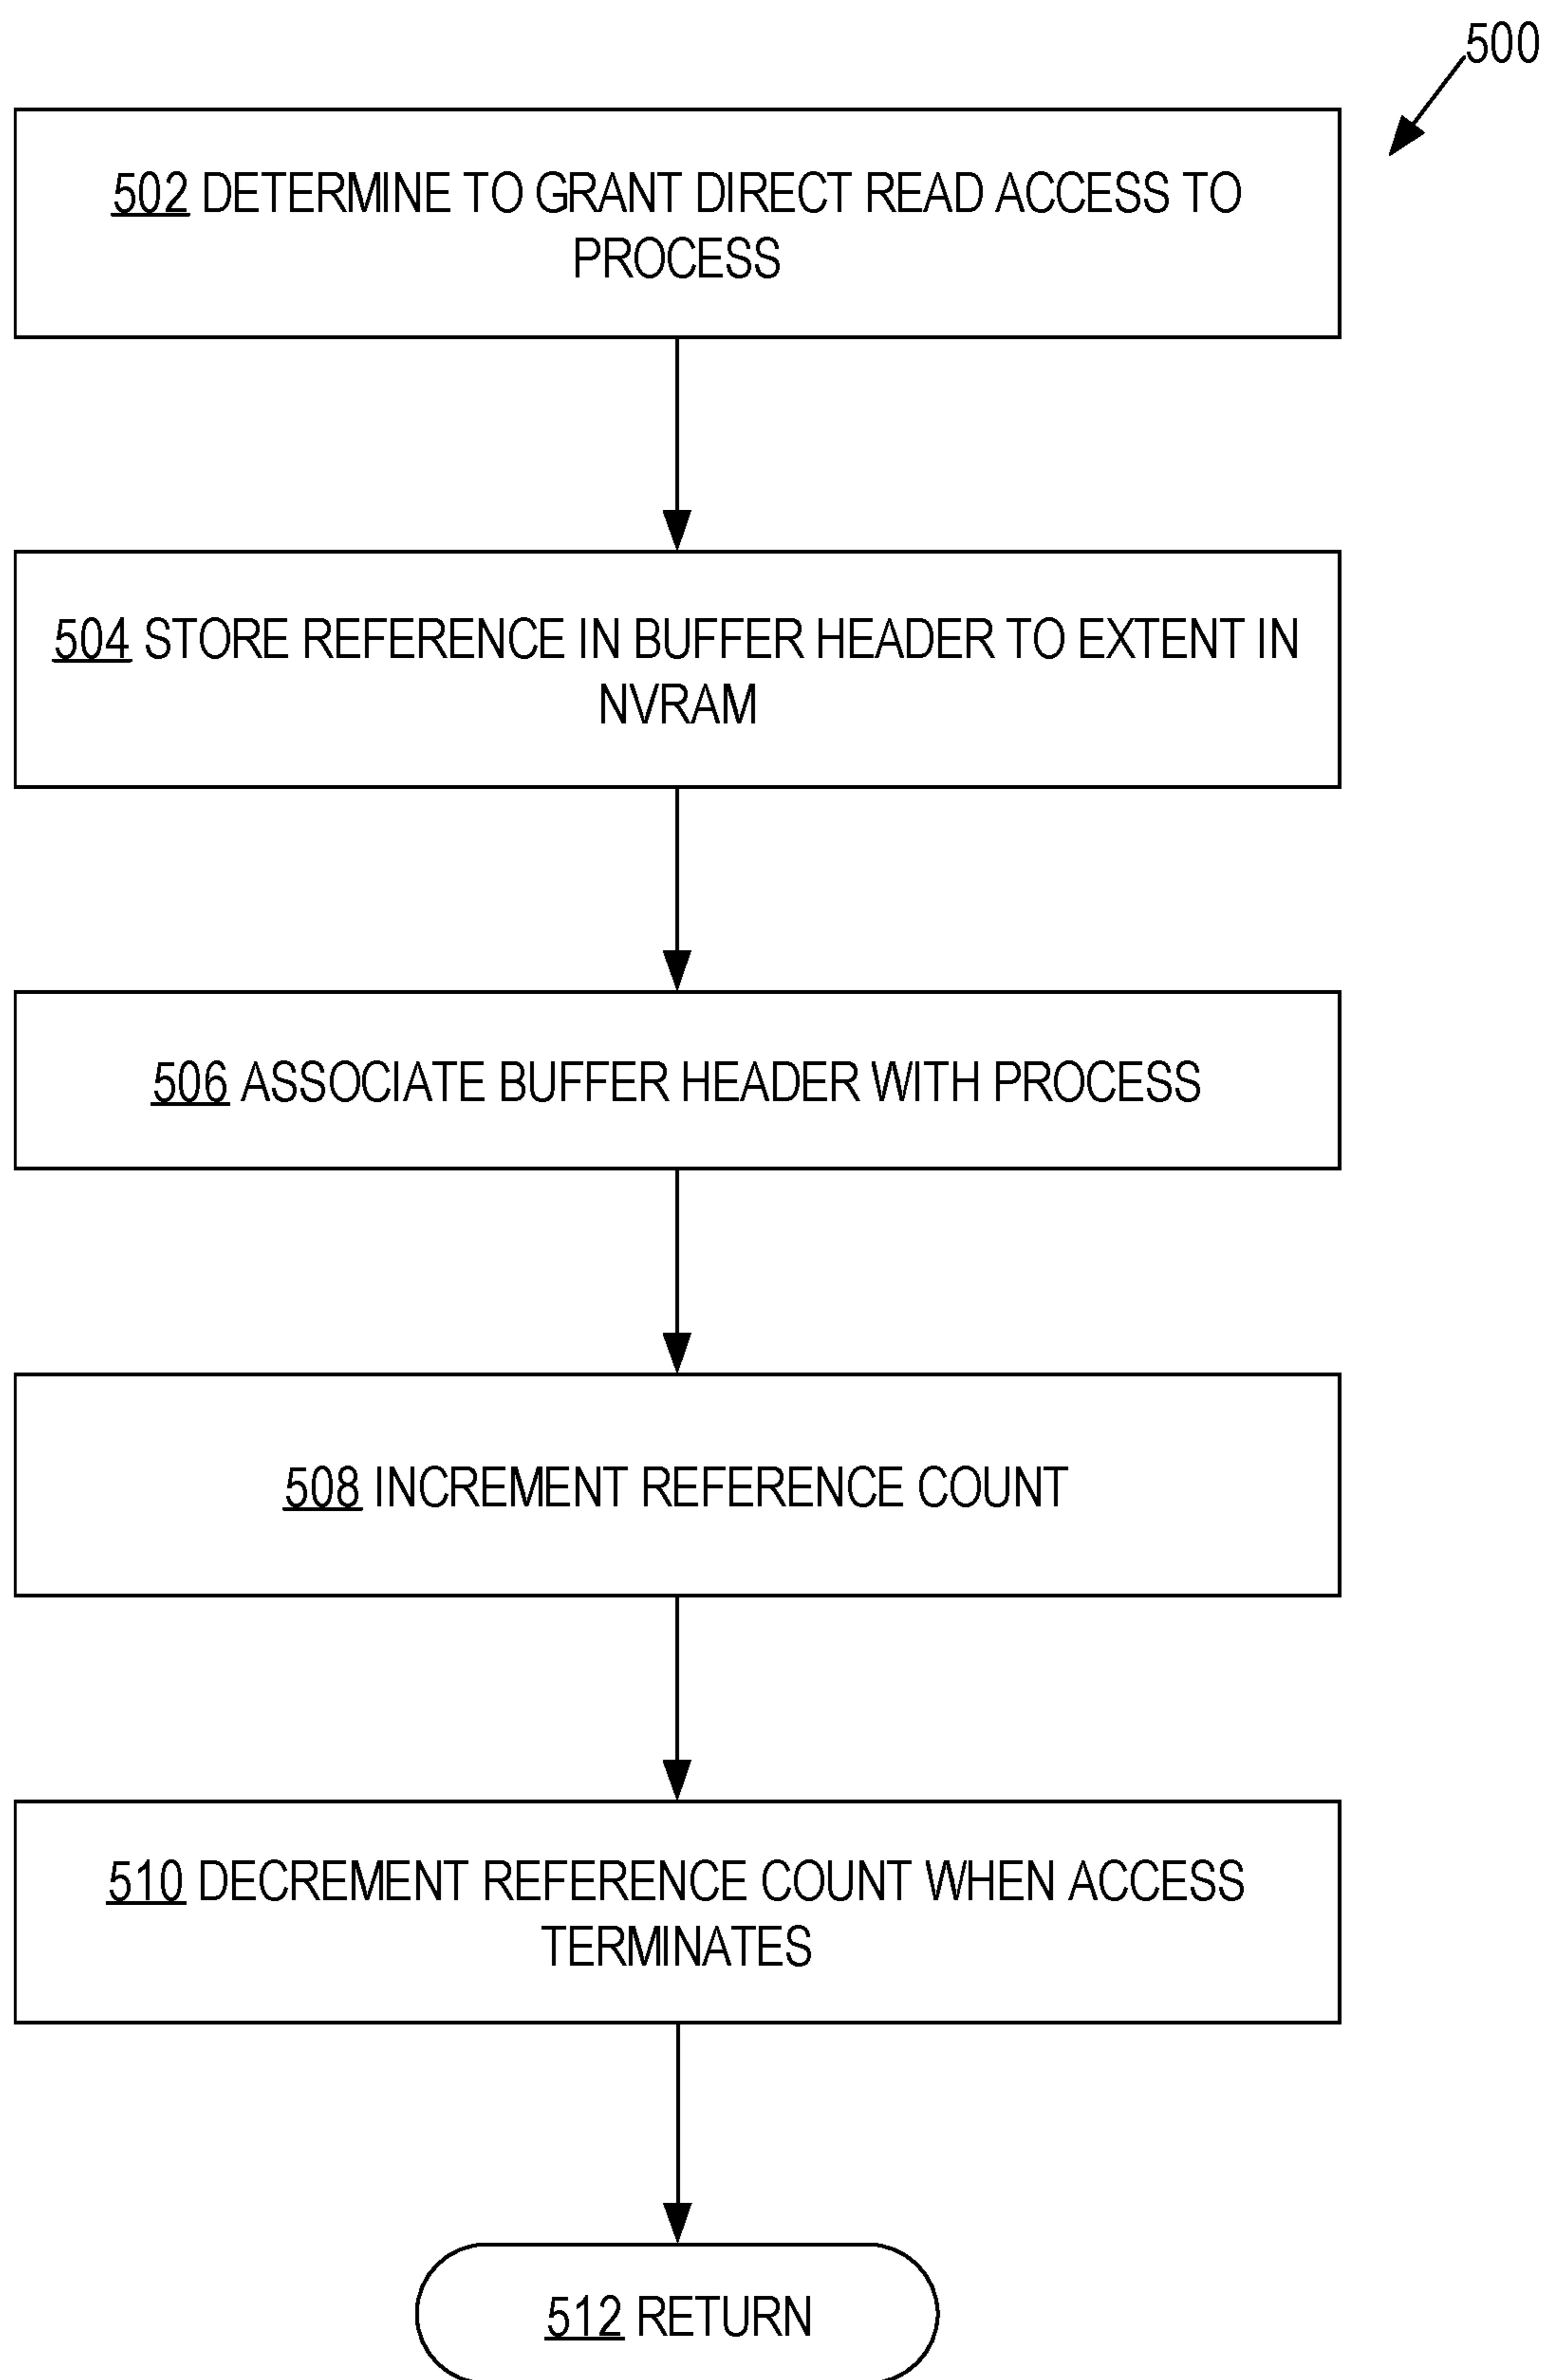 500
502 DETERMINE TO GRANT DIRECT READ ACCESS TO
PROCESS
504 STORE REFERENCE IN BUFFER HEADER TO EXTENT IN
NVRAM
506 ASSOCIATE BUFFER HEADER WITH PROCESS
508 INCREMENT REFERENCE COUNT
510 DECREMENT REFERENCE COUNT WHEN ACCESS
TERMINATES
512 RETURN